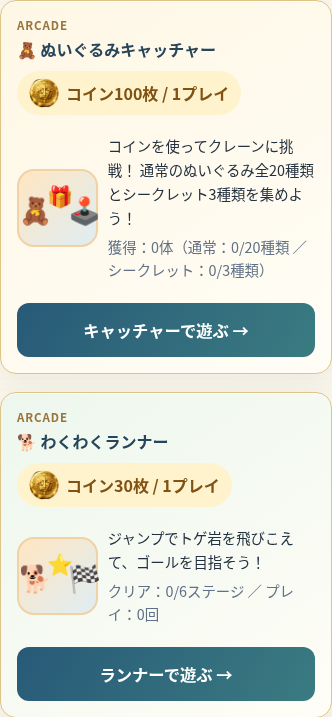 ARCADE
🧸 ぬいぐるみキャッチャー
コイン100枚 / 1プレイ
コインを使ってクレーンに挑
戦！ 通常のぬいぐるみ全20種類
とシークレット3種類を集めよ
う！
獲得：0体（通常：0/20種類 ／
シークレット：0/3種類）
キャッチャーで遊ぶ →
ARCADE
🐕 わくわくランナー
コイン30枚 / 1プレイ
ジャンプでトゲ岩を飛びこえ
て、ゴールを目指そう！
クリア：0/6ステージ ／ プレ
イ：0回
ランナーで遊ぶ →